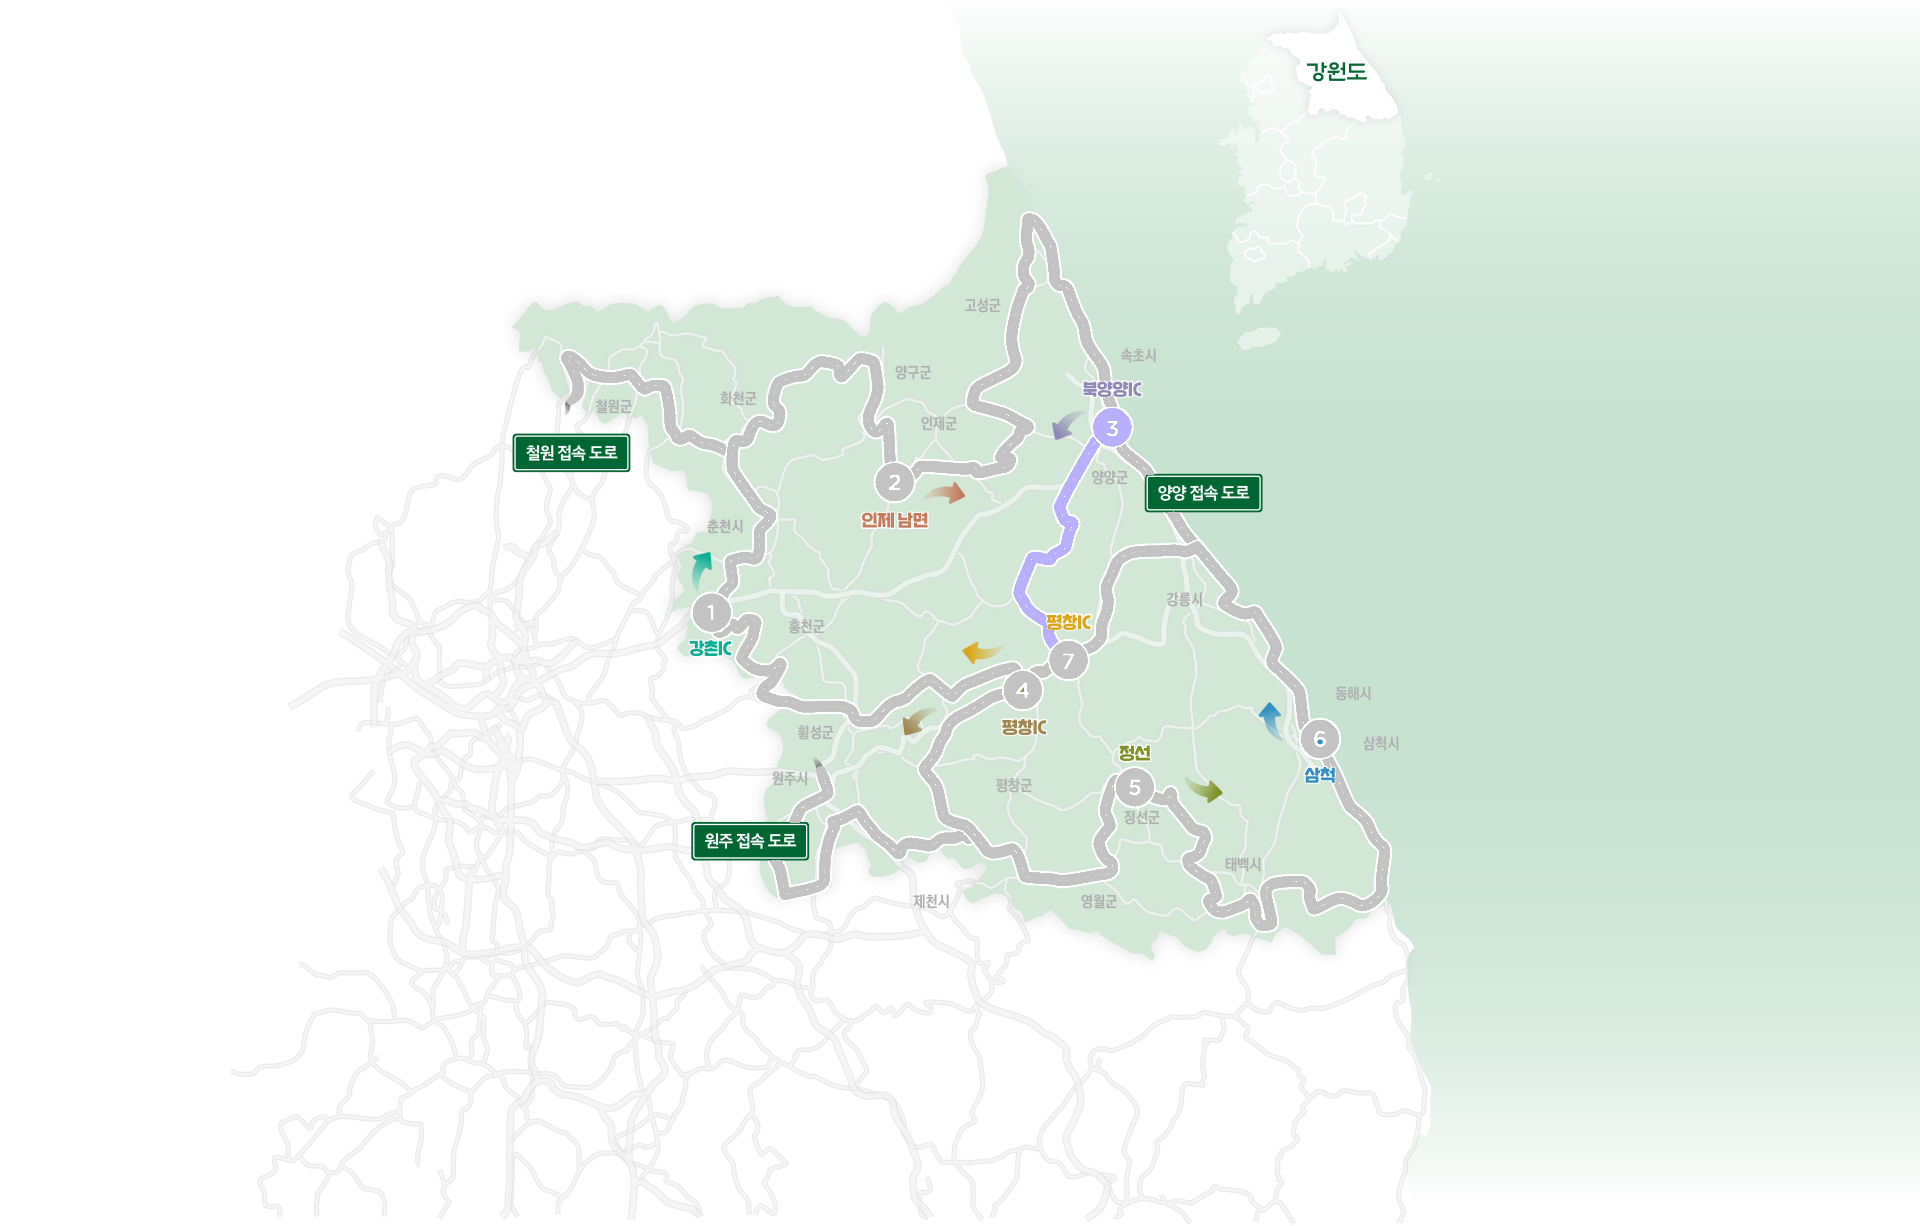 강원도
고성군
속초시
양구군
북양양IC
화천군
철원군
인제군
3
철원 접속 도로
양양군
2
양양 접속 도로
인제 남면
춘천시
강릉시
1
평창IC
홍천군
강촌IC
7
4
동해시
평창IC
횡성군
6
삼척시
정선
삼척
원주시
평창군
5
정선군
원주 접속 도로
태백시
제천시
영월군